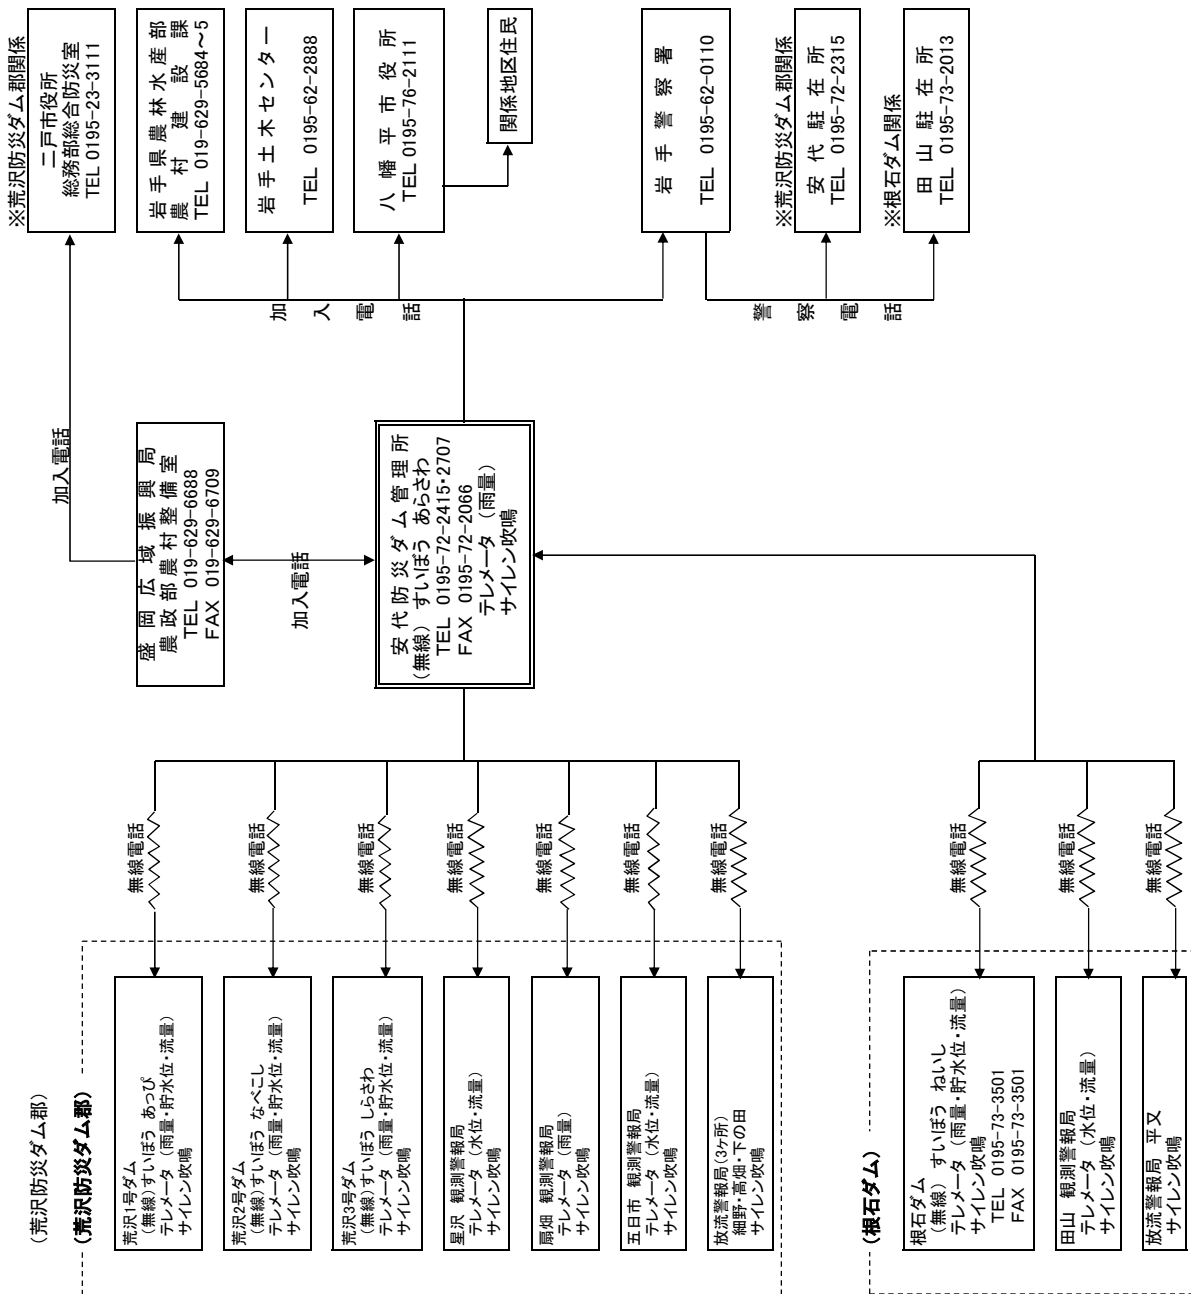 (荒沢防災ダム郡)
(荒沢防災ダム郡)
荒沢1号ダム
(無線)すいぼう あっぴ
テレメータ (雨量・貯水位・流量)
サイレン吹鳴
荒沢2号ダム
(無線)すいぼう なべこし
テレメータ (雨量・貯水位・流量)
サイレン吹鳴
荒沢3号ダム
(無線)すいぼう しらさわ
テレメータ (雨量・貯水位・流量)
サイレン吹鳴
星沢 観測警報局
テレメータ (水位・流量)
サイレン吹鳴
扇畑 観測警報局
テレメータ (雨量)
サイレン吹鳴
五日市 観測警報局
テレメータ (水位・流量)
サイレン吹鳴
放流警報局(3ヶ所)
細野・高畑・下の田
サイレン吹鳴
(根石ダム)
根石ダム
(無線) すいぼう ねいし
テレメータ (雨量・貯水位・流量)
サイレン吹鳴
TEL 0195-73-3501
FAX 0195-73-3501
田山 観測警報局
テレメータ (水位・流量)
サイレン吹鳴
放流警報局 平又
サイレン吹鳴
無線電話
無線電話
無線電話
無線電話
無線電話
無線電話
無線電話
無線電話
無線電話
無線電話
盛岡広域振興局
農政部農村整備室
TEL 019-629-6688
FAX 019-629-6709
加入電話
安代防災ダム管理所
(無線) すいぼう あらさわ
TEL 0195-72-2415・2707
FAX 0195-72-2066
テレメータ (雨量)
サイレン吹鳴
加入電話
加入電話
警察電話
※荒沢防災ダム郡関係
二戸市役所
総務部総合防災室
TEL 0195-23-3111
岩手県農林水産部
農村建設課
TEL 019-629-5684～5
岩手土木センター
TEL 0195-62-2888
八幡平市役所
TEL 0195-76-2111
関係地区住民
岩手警察署
TEL 0195-62-0110
※荒沢防災ダム郡関係
安代駐在所
TEL 0195-72-2315
※根石ダム関係
田山駐在所
TEL 0195-73-2013
加入電話